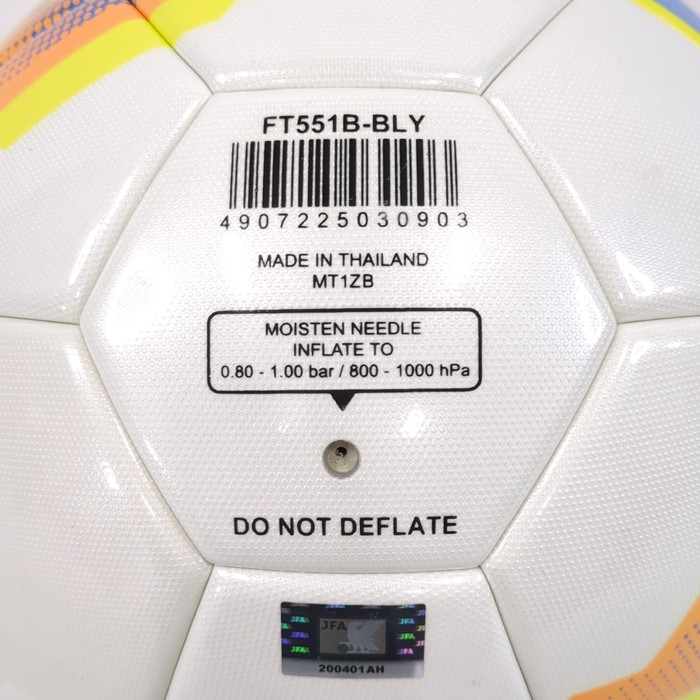 FT551B-BLY
4907225030903
MADE IN THAILAND
MT1ZB
MOISTEN NEEDLE
INFLATE TO
0.80 - 1.00 bar / 800 - 1000 hPa
DO NOT DEFLATE
JFA
200401AH